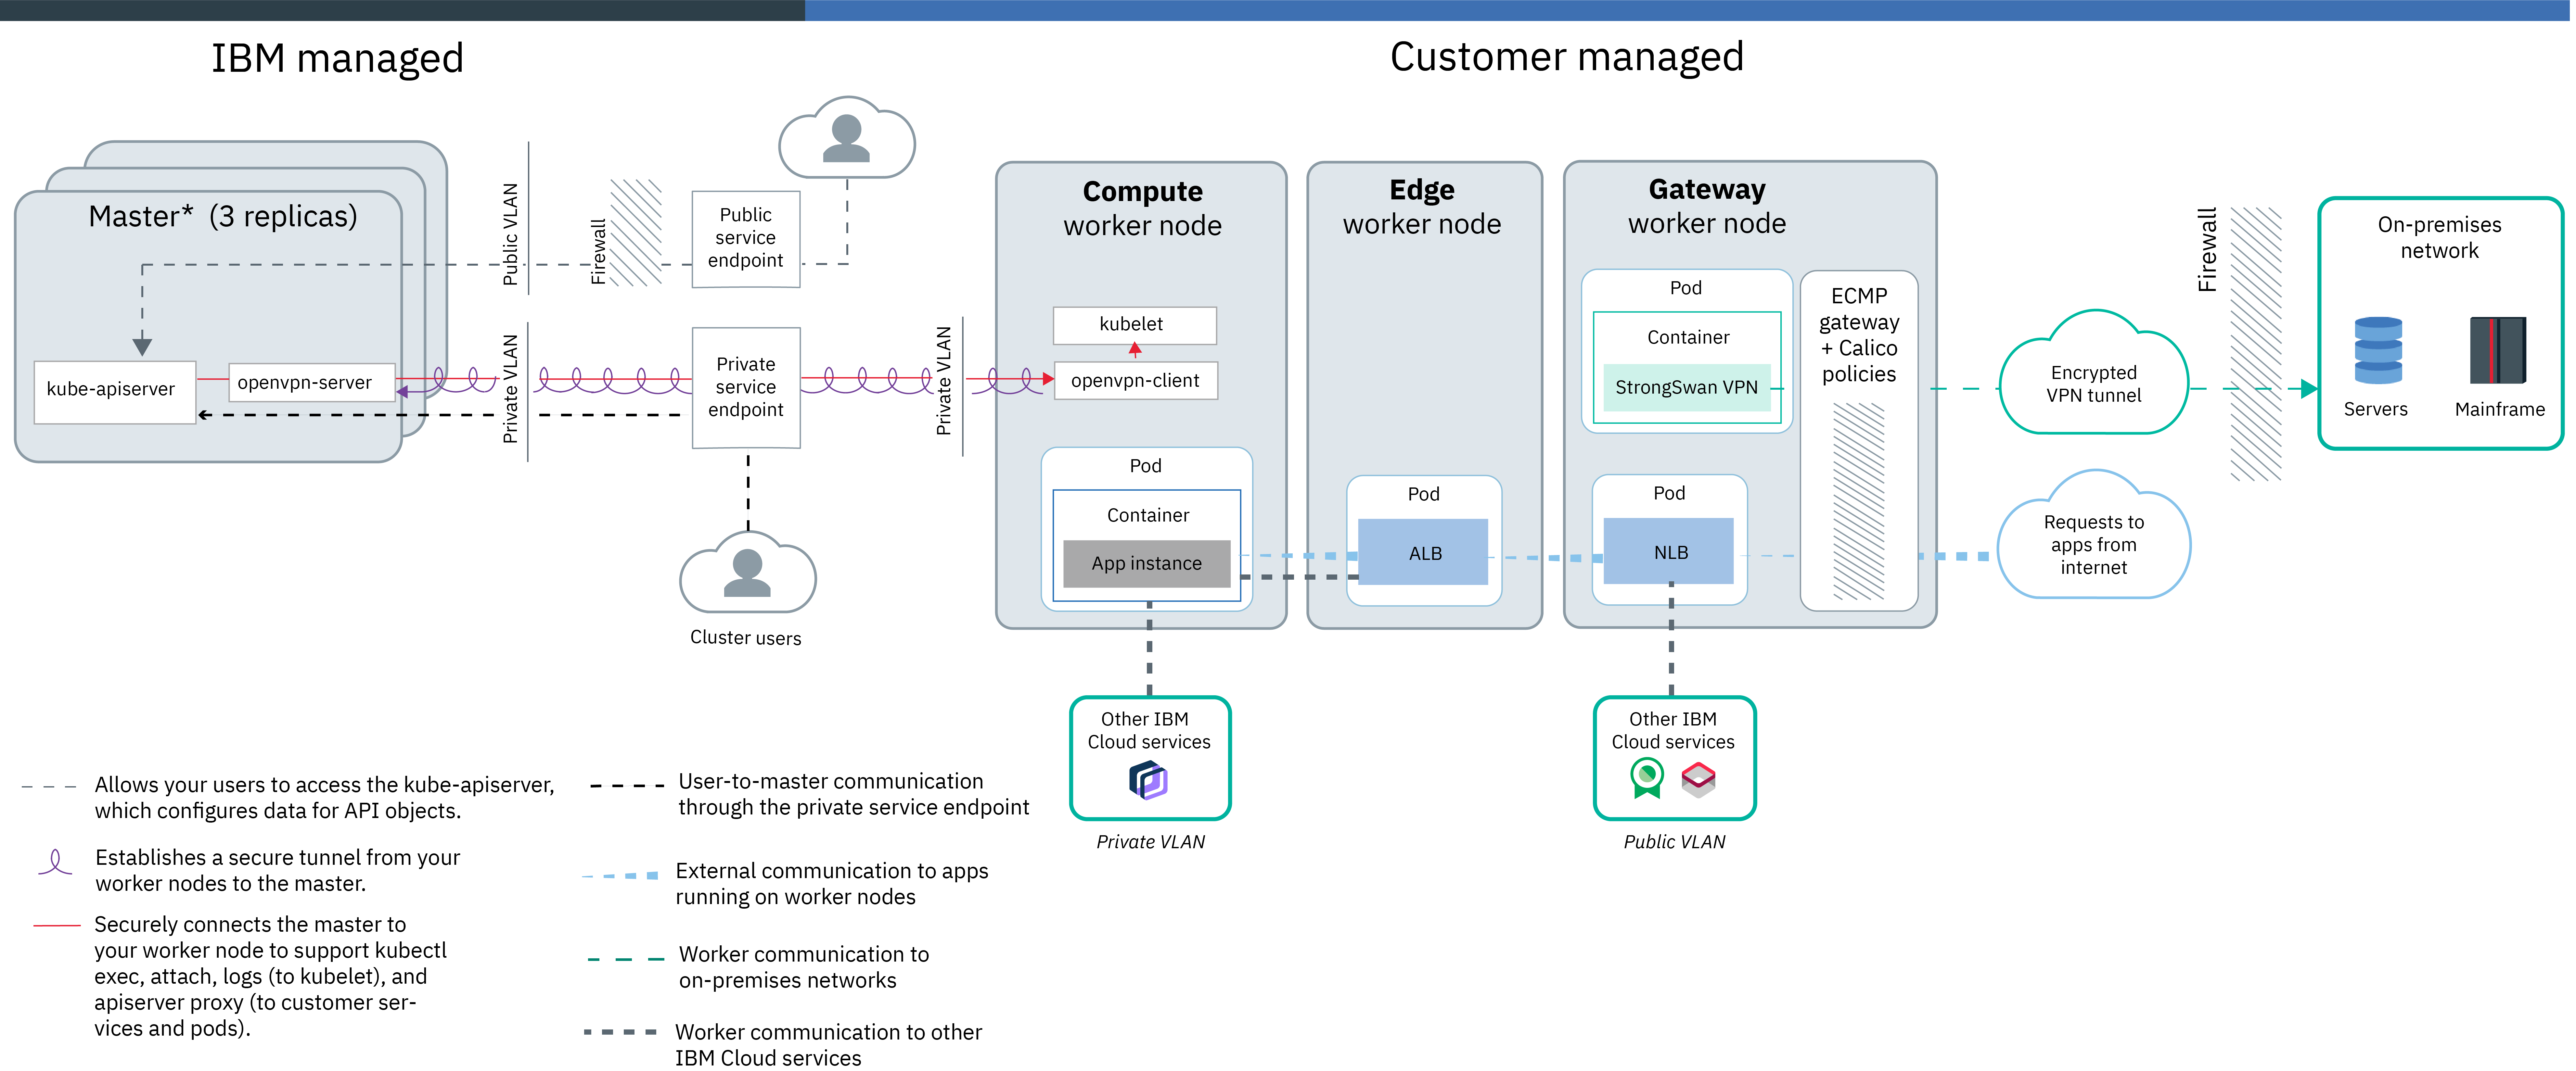 IBM managed
Customer managed
Master* (3 replicas)
kube-apiserver
openvpn-server
Public VLAN
Firewall
Public
service
endpoint
Private VLAN
Private
service
endpoint
Cluster users
Private VLAN
Compute
worker node
kubelet
openvpn-client
Pod
Container
App instance
Edge
worker node
Pod
ALB
Gateway
worker node
Pod
Container
StrongSwan VPN
Pod
NLB
ECMP
gateway
+ Calico
policies
Encrypted
VPN tunnel
Requests to
apps from
internet
Firewall
On-premises
network
Servers
Mainframe
Other IBM
Cloud services
Private VLAN
Other IBM
Cloud services
Public VLAN
Allows your users to access the kube-apiserver,
which configures data for API objects.
Establishes a secure tunnel from your
worker nodes to the master.
Securely connects the master to
your worker node to support kubectl
exec, attach, logs (to kubelet), and
apiserver proxy (to customer ser-
vices and pods).
User-to-master communication
through the private service endpoint
External communication to apps
running on worker nodes
Worker communication to
on-premises networks
Worker communication to other
IBM Cloud services